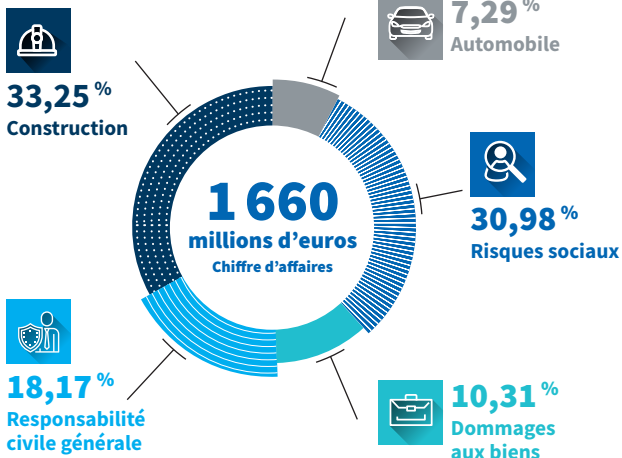 7,29 %
Automobile
33,25 %
Construction
1 660
millions d’euros
Chiffre d’affaires
30,98 %
Risques sociaux
18,17 %
Responsabilité
civile générale
10,31 %
Dommages
aux biens